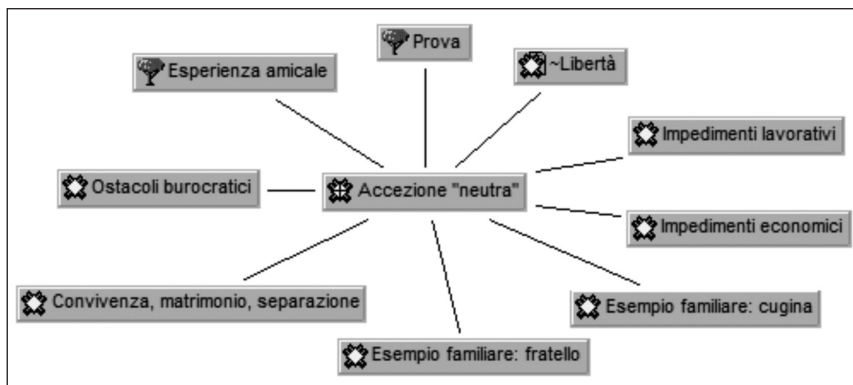 Prova
Esperienza amicale
~Libertà
Impedimenti lavorativi
Ostacoli burocratici
Accezione "neutra"
Impedimenti economici
Convivenza, matrimonio, separazione
Esempio familiare: cugina
Esempio familiare: fratello